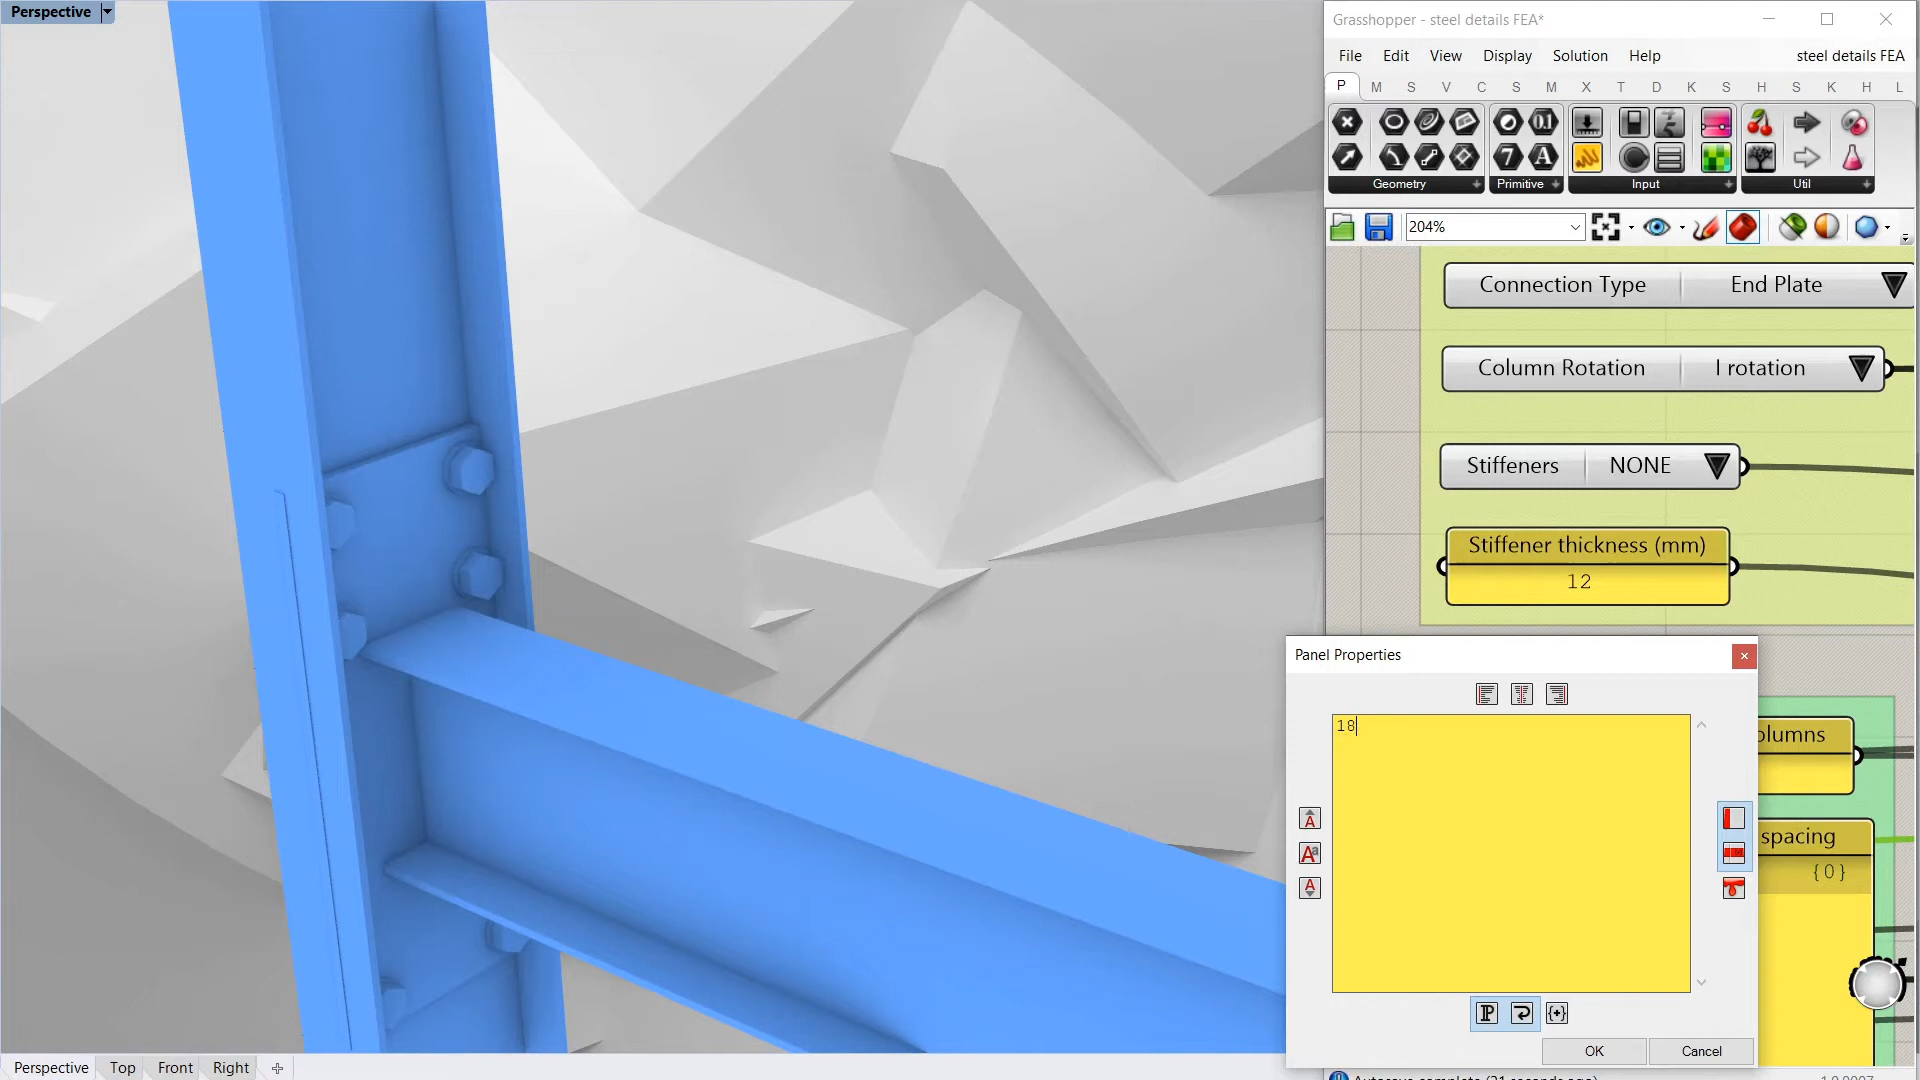 Perspective
Grasshopper - steel details FEA*
File Edit View Display Solution Help steel details FEA
P M S V C S M X T D K S H S K H L
Geometry Primitive Input Util
204%
Connection Type End Plate
Column Rotation I rotation
Stiffeners NONE
Stiffener thickness (mm)
12
Panel Properties
18
olumns
spacing
{0}
OK Cancel
Perspective Top Front Right